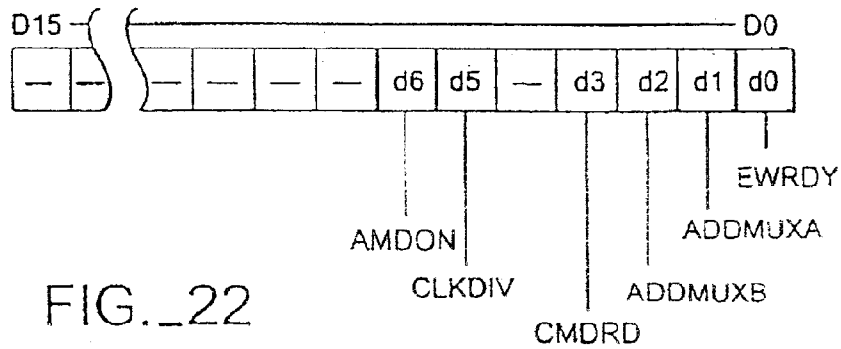 D15 D0
— — — — — — d6 d5 — d3 d2 d1 d0
EWRDY
ADDMUXA
AMDON
CLKDIV
ADDMUXB
CMDRD
FIG._22